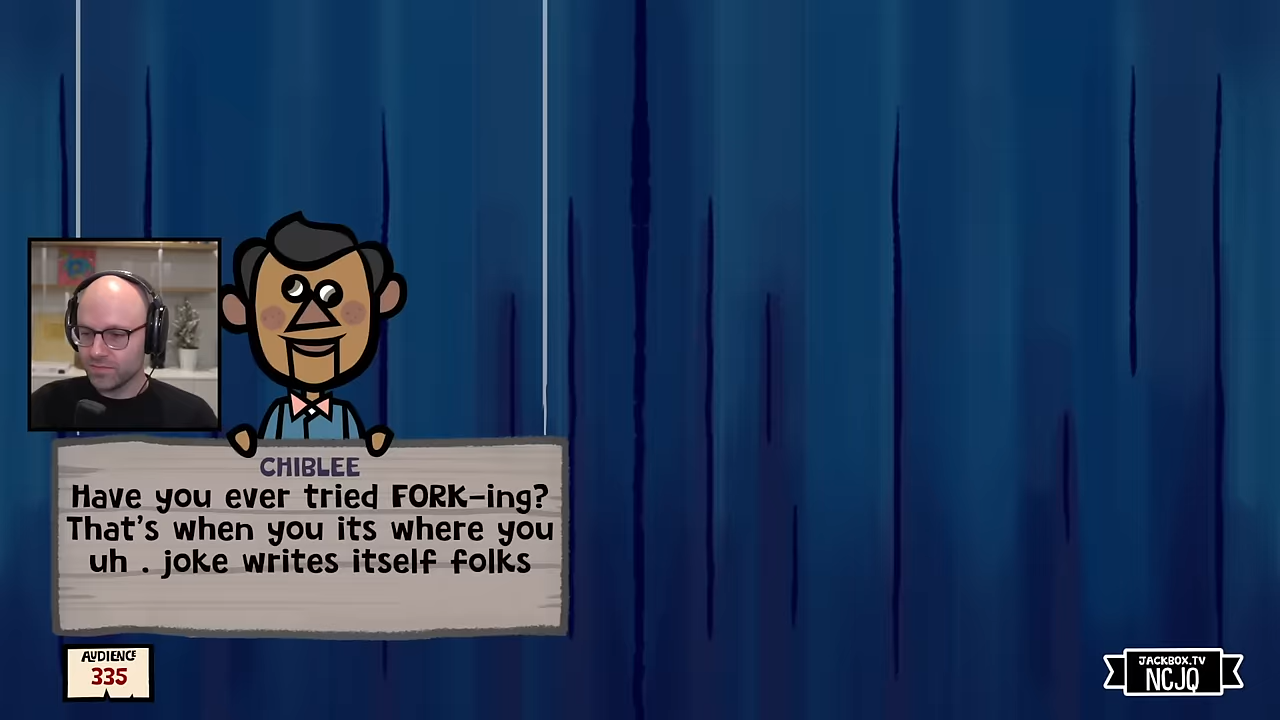 CHIBLEE
Have you ever tried FORK-ing?
That's when you its where you
uh . joke writes itself folks
AUDIENCE
335
JACKBOX.TV
NCJQ